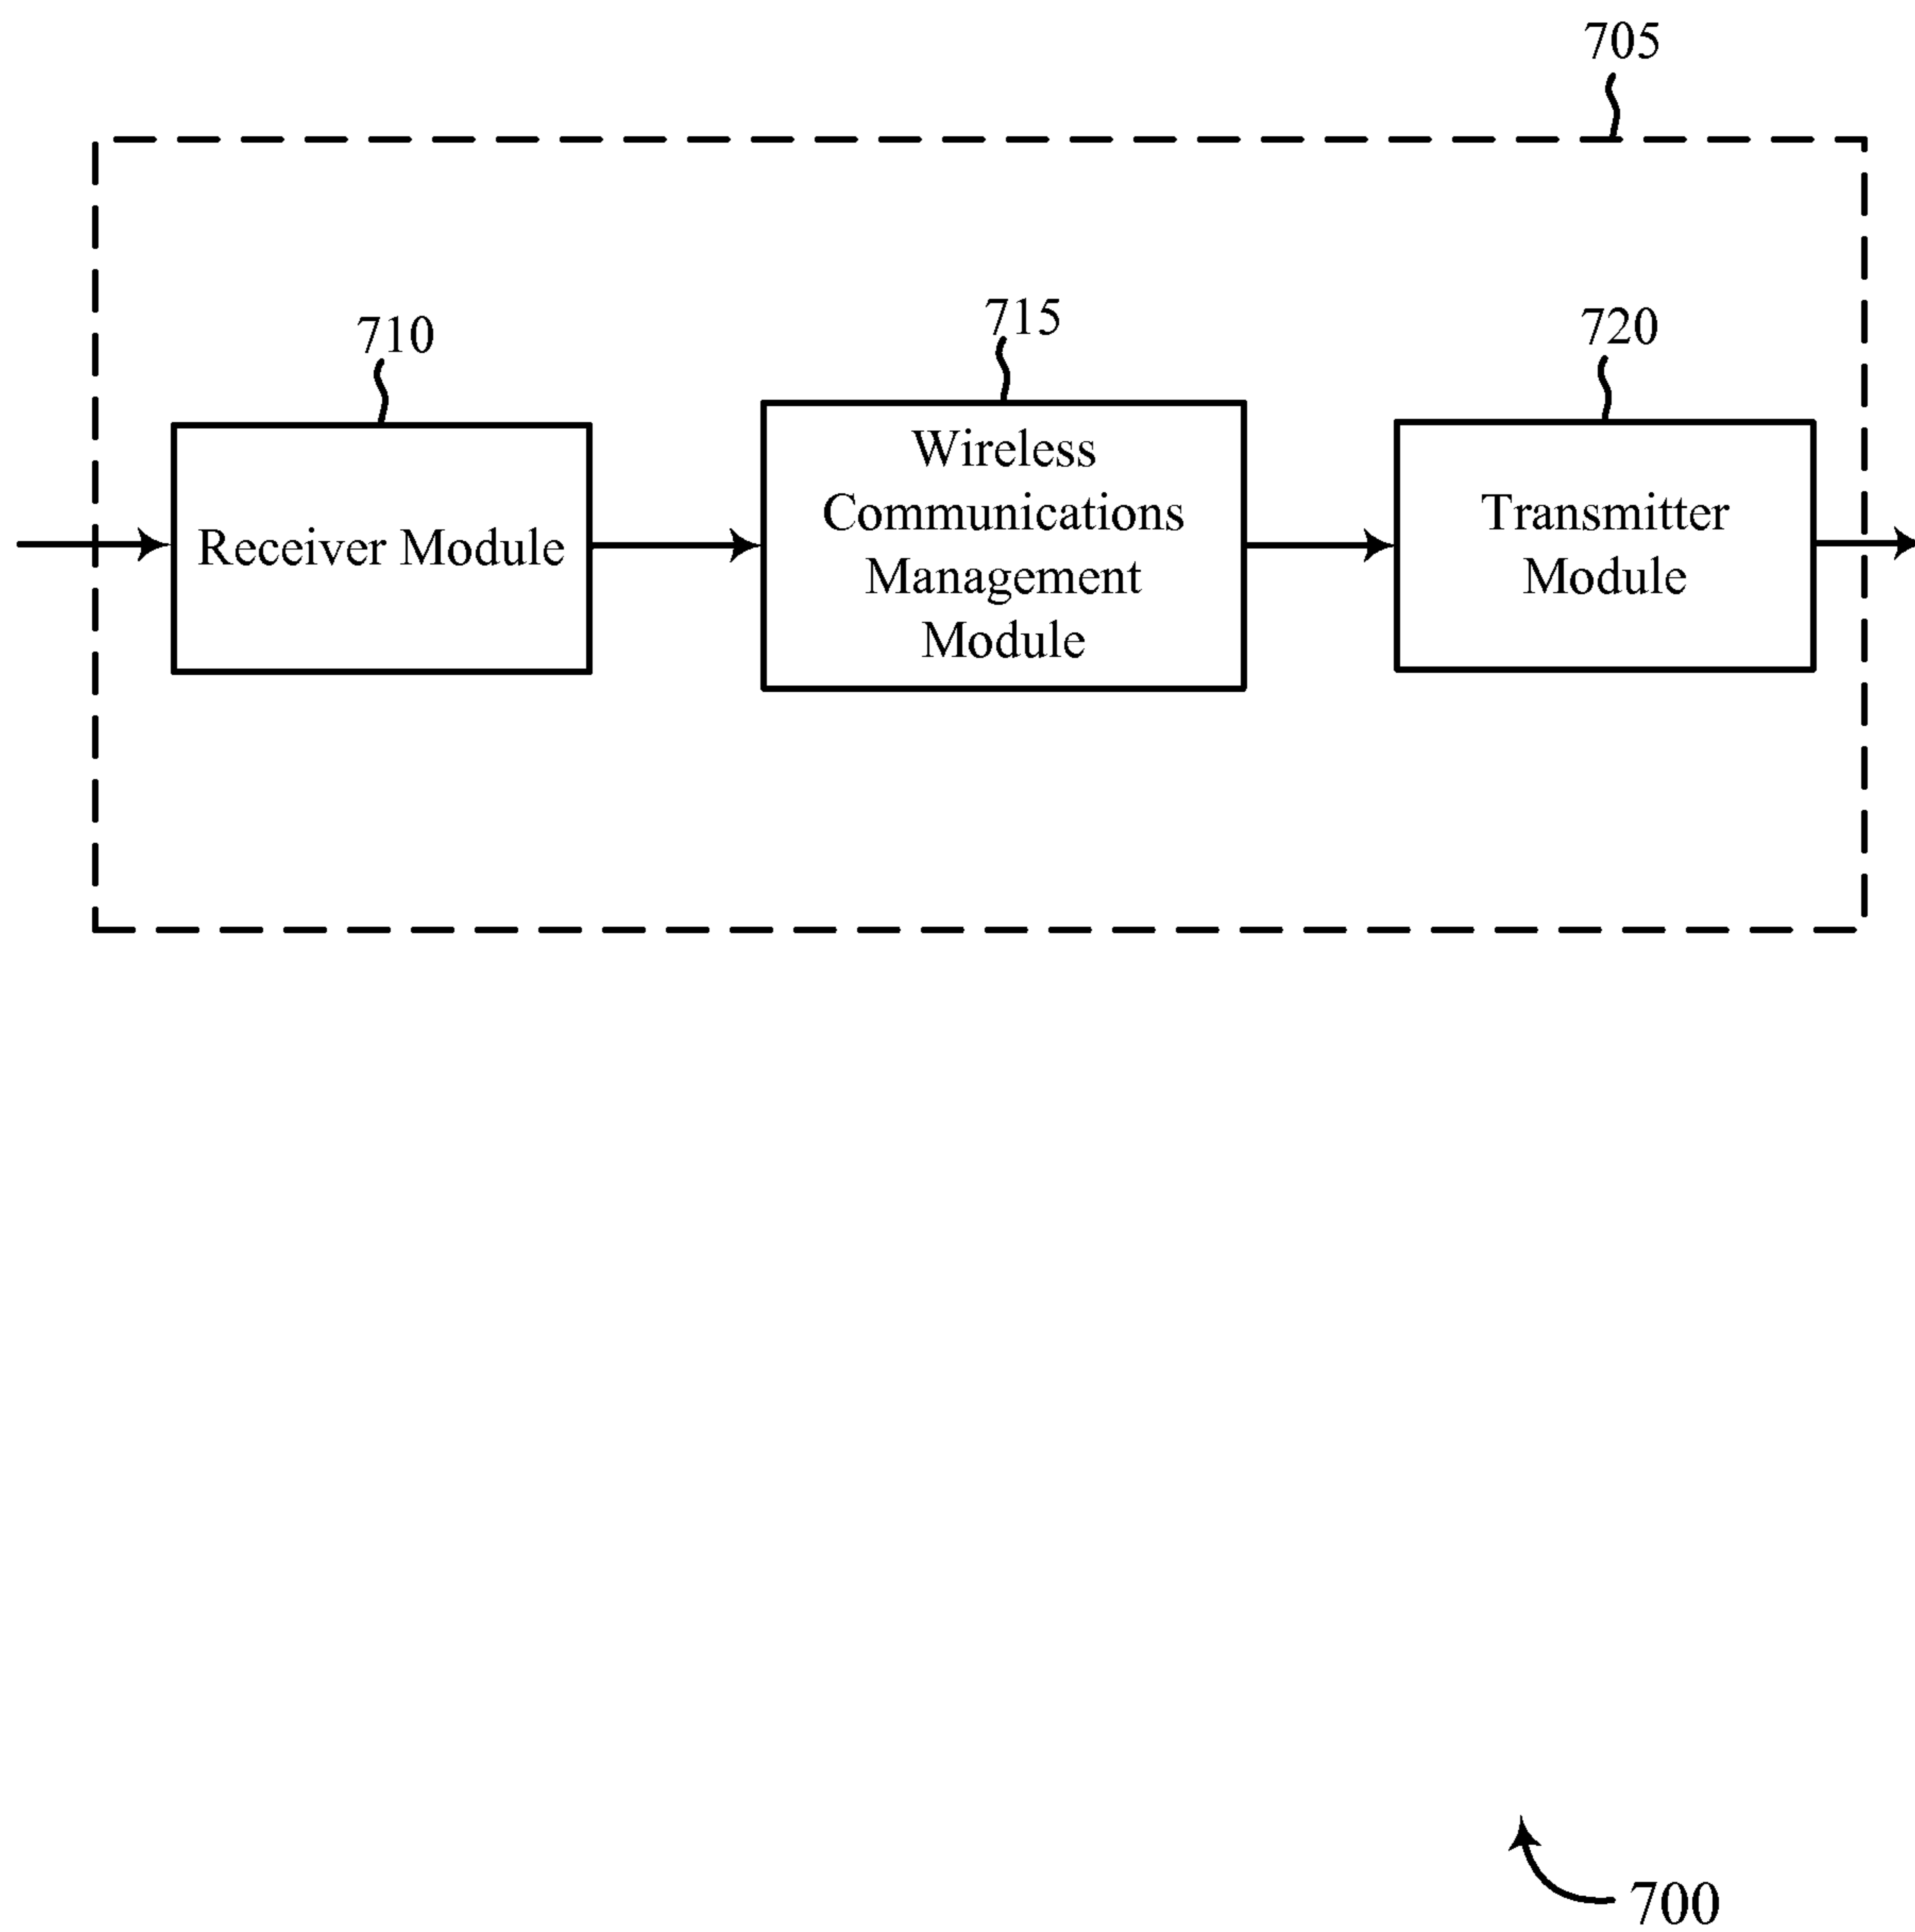 705
710
715
720
Receiver Module
Wireless
Communications
Management
Module
Transmitter
Module
700